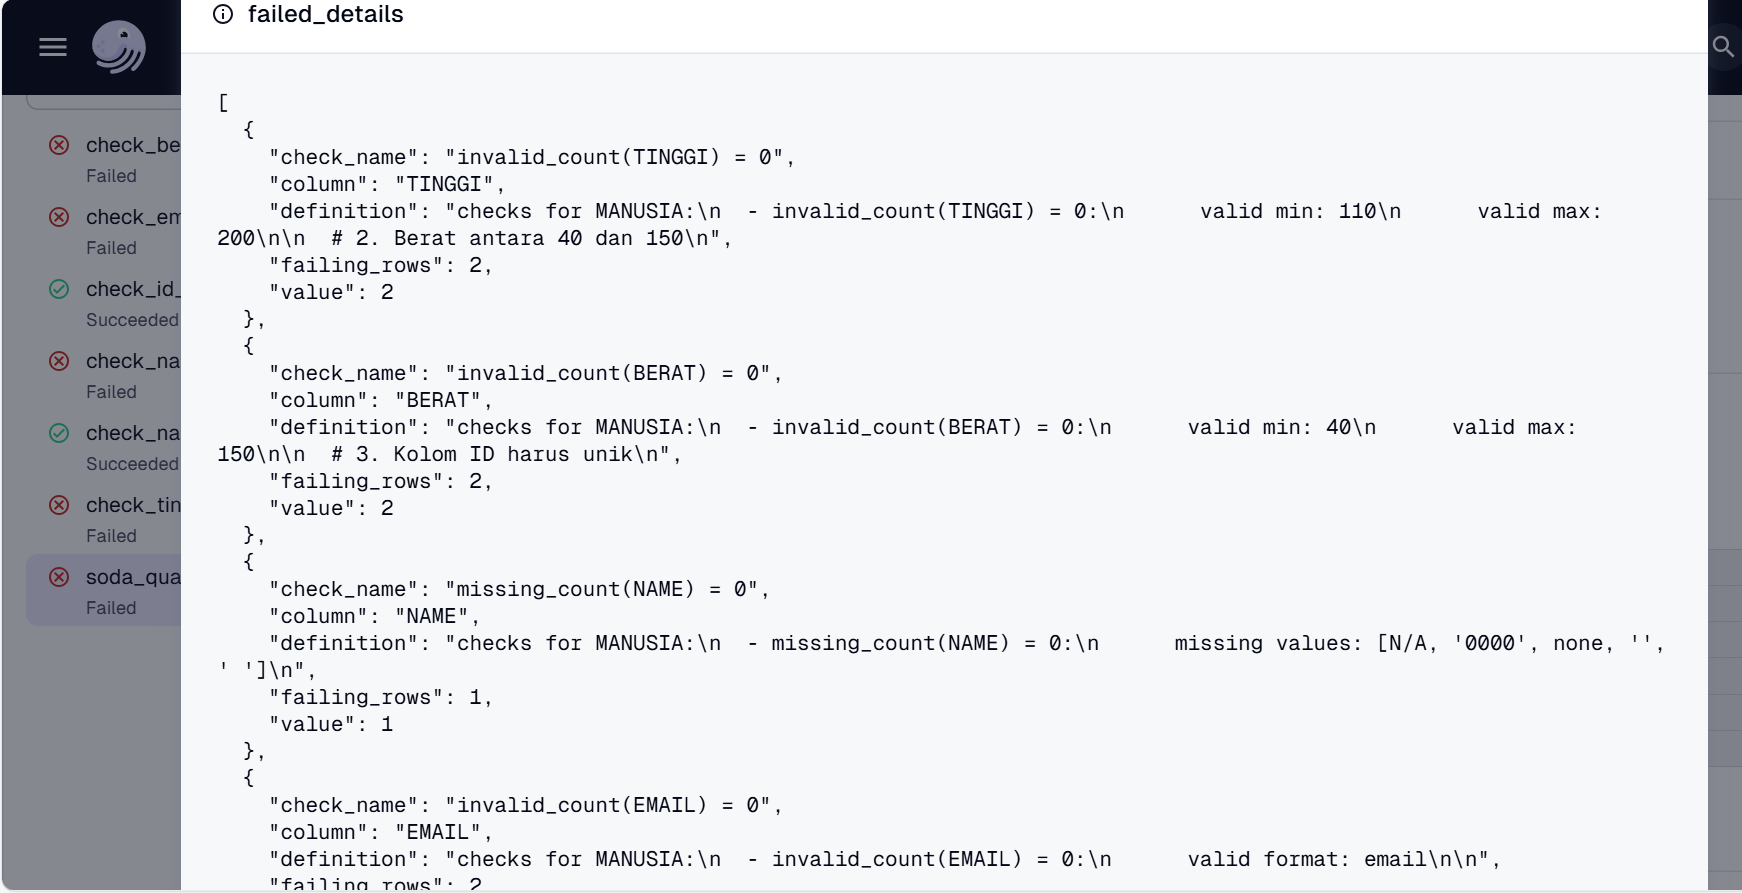 failed_details
check_be
Failed
check_em
Failed
check_id_
Succeeded
check_na
Failed
check_na
Succeeded
check_tin
Failed
soda_qua
Failed
[
  {
    "check_name": "invalid_count(TINGGI) = 0",
    "column": "TINGGI",
    "definition": "checks for MANUSIA:\n  - invalid_count(TINGGI) = 0:\n      valid min: 110\n      valid max:
200\n\n  # 2. Berat antara 40 dan 150\n",
    "failing_rows": 2,
    "value": 2
  },
  {
    "check_name": "invalid_count(BERAT) = 0",
    "column": "BERAT",
    "definition": "checks for MANUSIA:\n  - invalid_count(BERAT) = 0:\n      valid min: 40\n      valid max:
150\n\n  # 3. Kolom ID harus unik\n",
    "failing_rows": 2,
    "value": 2
  },
  {
    "check_name": "missing_count(NAME) = 0",
    "column": "NAME",
    "definition": "checks for MANUSIA:\n  - missing_count(NAME) = 0:\n      missing values: [N/A, '0000', none, '',
' ']\n",
    "failing_rows": 1,
    "value": 1
  },
  {
    "check_name": "invalid_count(EMAIL) = 0",
    "column": "EMAIL",
    "definition": "checks for MANUSIA:\n  - invalid_count(EMAIL) = 0:\n      valid format: email\n\n",
    "failing_rows": 2